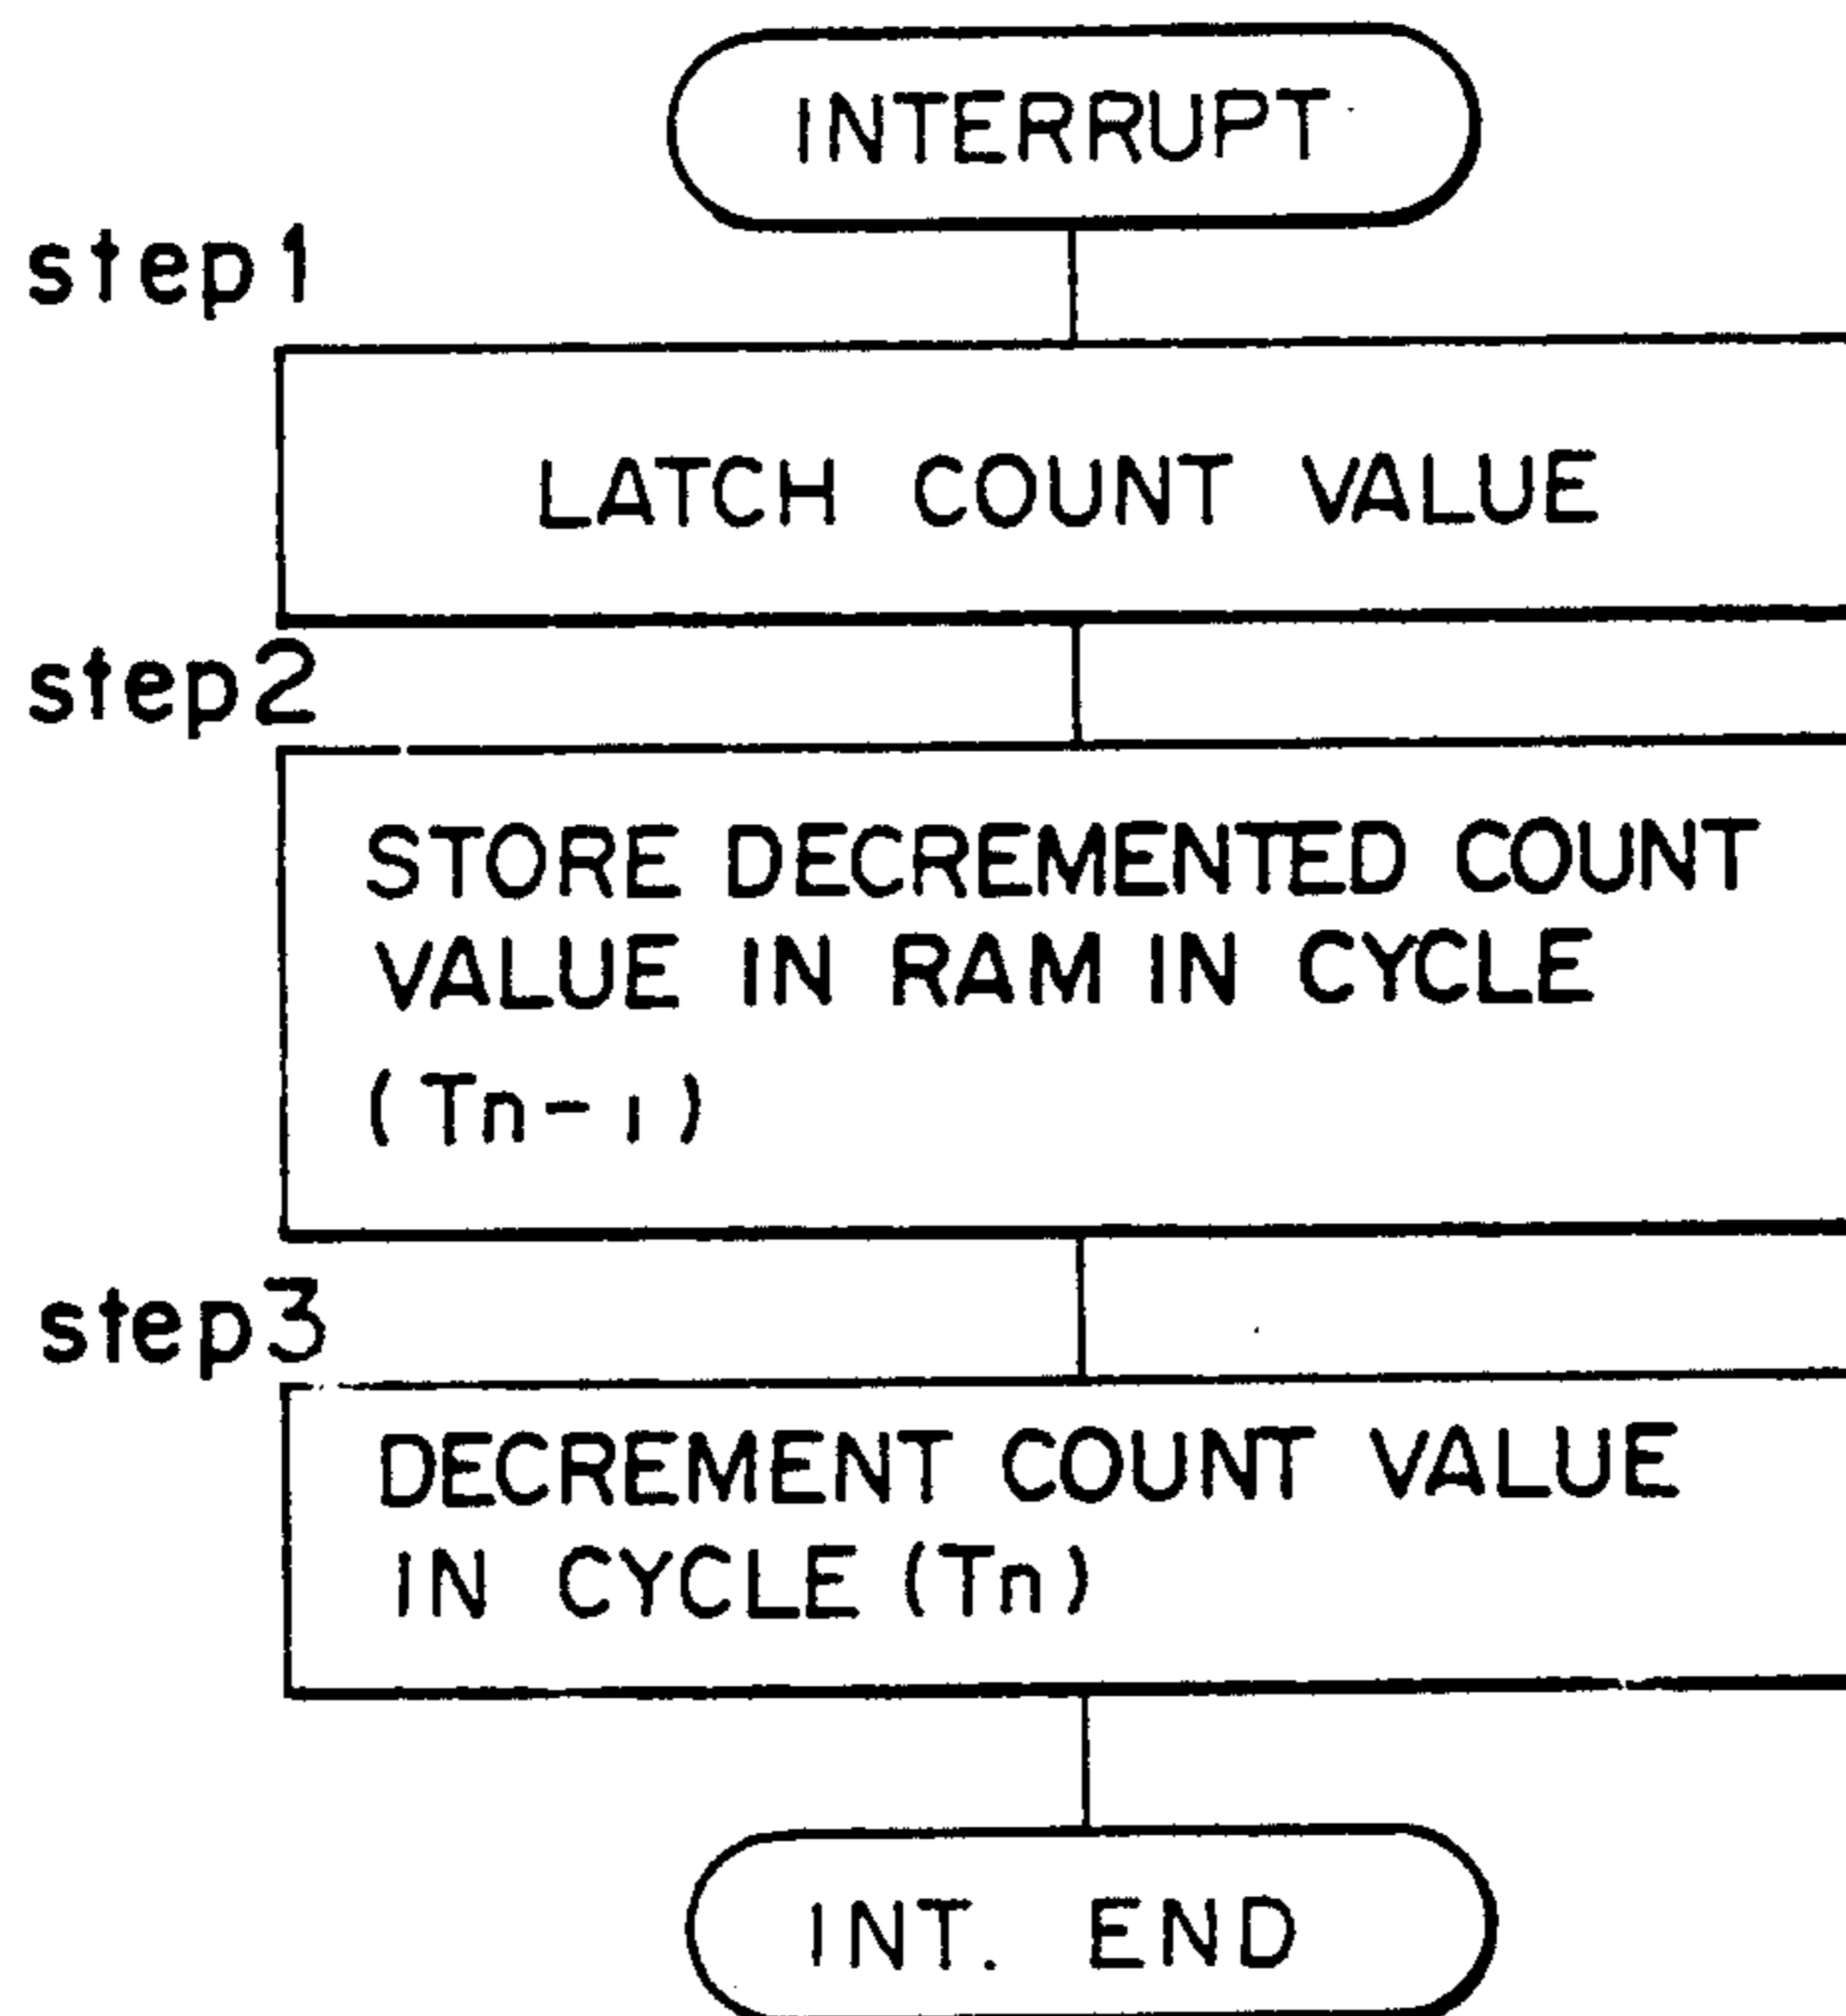 INTERRUPT
step1
LATCH COUNT VALUE
step2
STORE DECREMENTED COUNT
VALUE IN RAM IN CYCLE
(Tn-1)
step3
DECREMENT COUNT VALUE
IN CYCLE (Tn)
INT. END